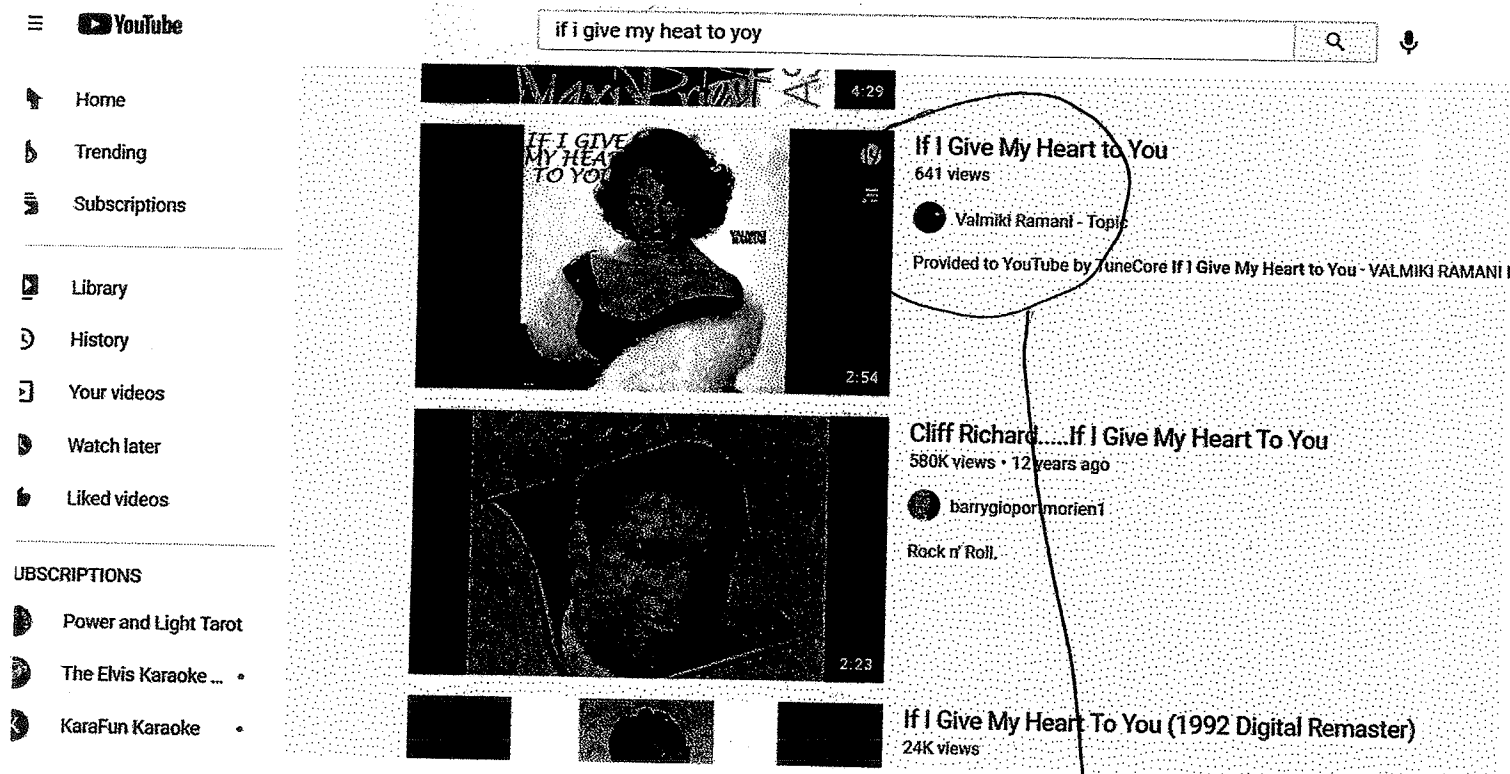 YouTube
if i give my heat to yoy
Home
Trending
Subscriptions
Library
History
Your videos
Watch later
Liked videos
UBSCRIPTIONS
Power and Light Tarot
The Elvis Karaoke ...
KaraFun Karaoke
4:29
IF I GIVE
MY HEAR
TO YOU
VALMIKI
RAMANI
2:54
If I Give My Heart to You
641 views
Valmiki Ramani - Topic
Provided to YouTube by TuneCore If I Give My Heart to You - VALMIKI RAMANI
2:23
Cliff Richard.....If I Give My Heart To You
580K views • 12 years ago
Rock n' Roll.
If I Give My Heart To You (1992 Digital Remaster)
24K views